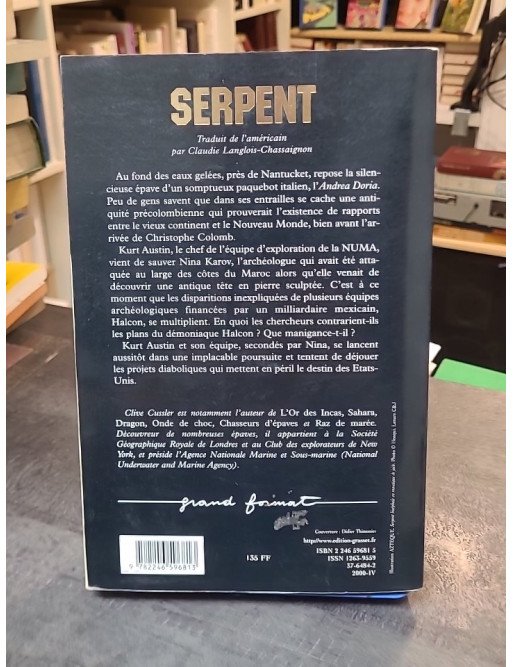 SERPENT
Traduit de l'américain
par Claudie Langlois-Chassaignon
Au fond des eaux gelées, près de Nantucket, repose la silen-
cieuse épave d'un somptueux paquebot italien, l'Andrea Doria.
Peu de gens savent que dans ses entrailles se cache une anti-
quité précolombienne qui prouverait l'existence de rapports
entre le vieux continent et le Nouveau Monde, bien avant l'ar-
rivée de Christophe Colomb.
Kurt Austin, le chef de l'équipe d'exploration de la NUMA,
vient de sauver Nina Karov, l'archéologue qui avait été atta-
quée au large des côtes du Maroc alors qu'elle venait de
découvrir une antique tête en pierre sculptée. C'est à ce
moment que les disparitions inexpliquées de plusieurs équipes
archéologiques financées par un milliardaire mexicain,
Halcon, se multiplient. En quoi les chercheurs contrarient-ils
les plans du démoniaque Halcon ? Que manigance-t-il ?
Kurt Austin et son équipe, secondés par Nina, se lancent
aussitôt dans une implacable poursuite et tentent de déjouer
les projets diaboliques qui mettent en péril le destin des Etats-
Unis.
Clive Cussler est notamment l'auteur de L'Or des Incas, Sahara,
Dragon, Onde de choc, Chasseurs d'épaves et Raz de marée.
Découvreur de nombreuses épaves, il appartient à la Société
Géographique Royale de Londres et au Club des explorateurs de New
York, et préside l'Agence Nationale Marine et Sous-marine (National
Underwater and Marine Agency).
grand format
Couverture : Didier Thimonier
http://www.edition-grasset.fr
ISBN 2 246 59681 5
ISSN 1263-9559
37-6484-2
2000-IV
135 FF
9 782246 596813